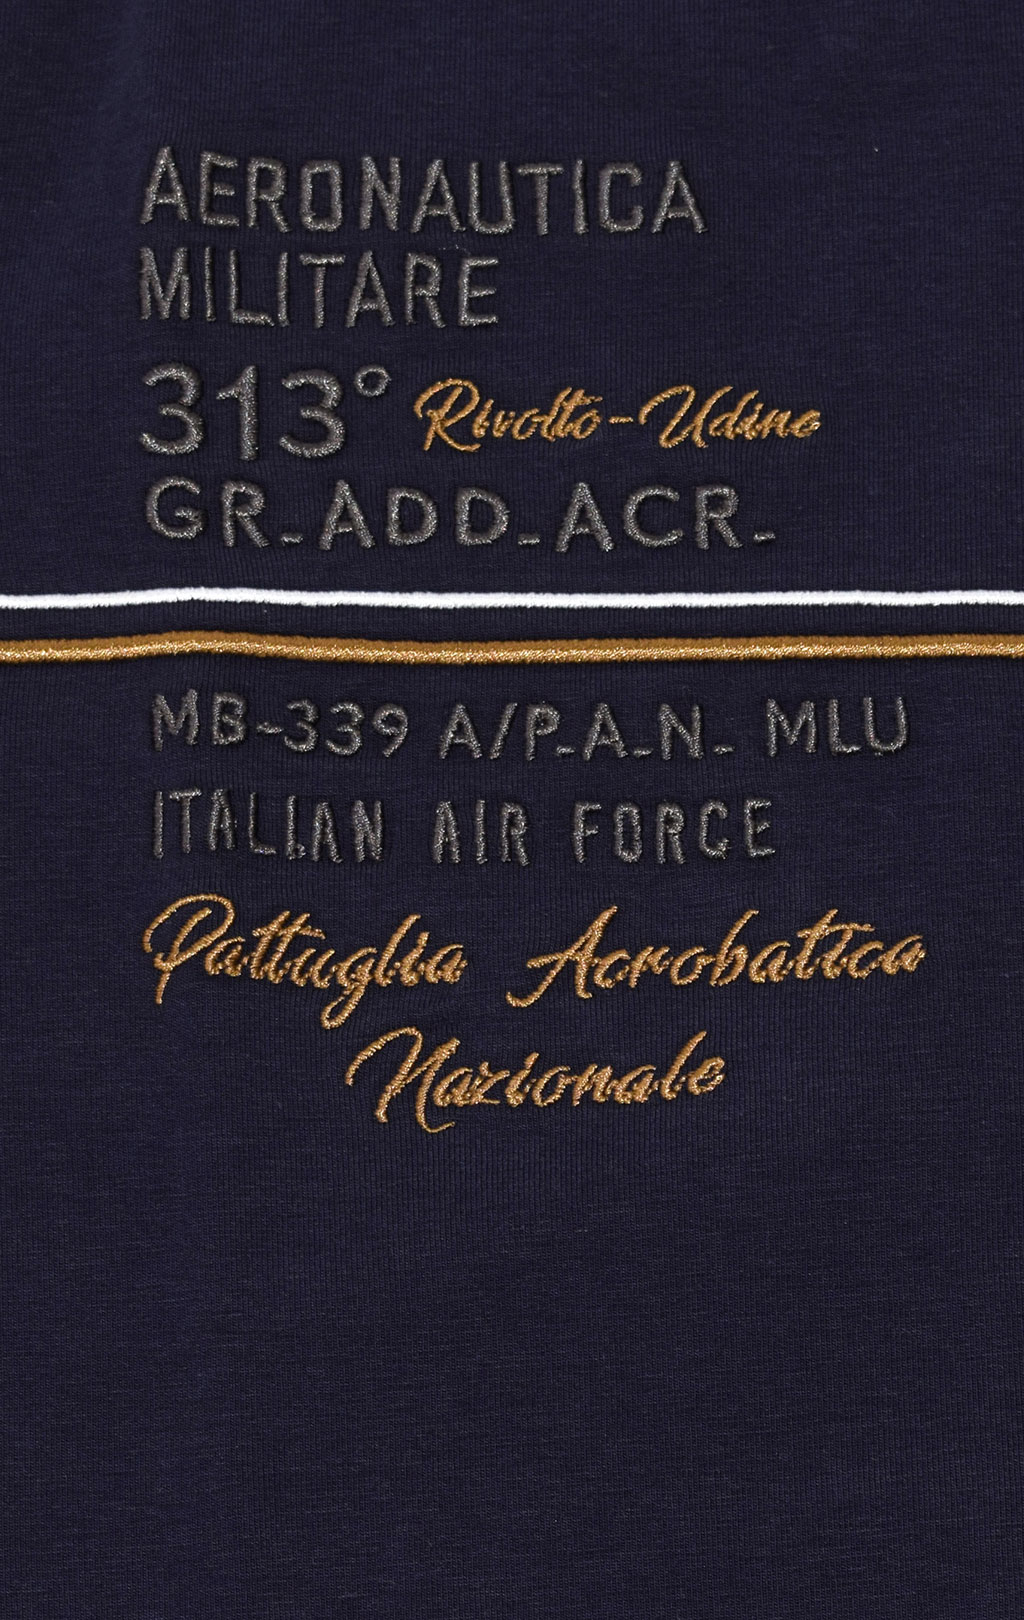 AERONAUTICA
MILITARE
313° Rivolto-Udine
GR.ADD.ACR.
MB-339 A/P.A.N. MLU
ITALIAN AIR FORCE
Pattuglia Acrobatica
Nazionale